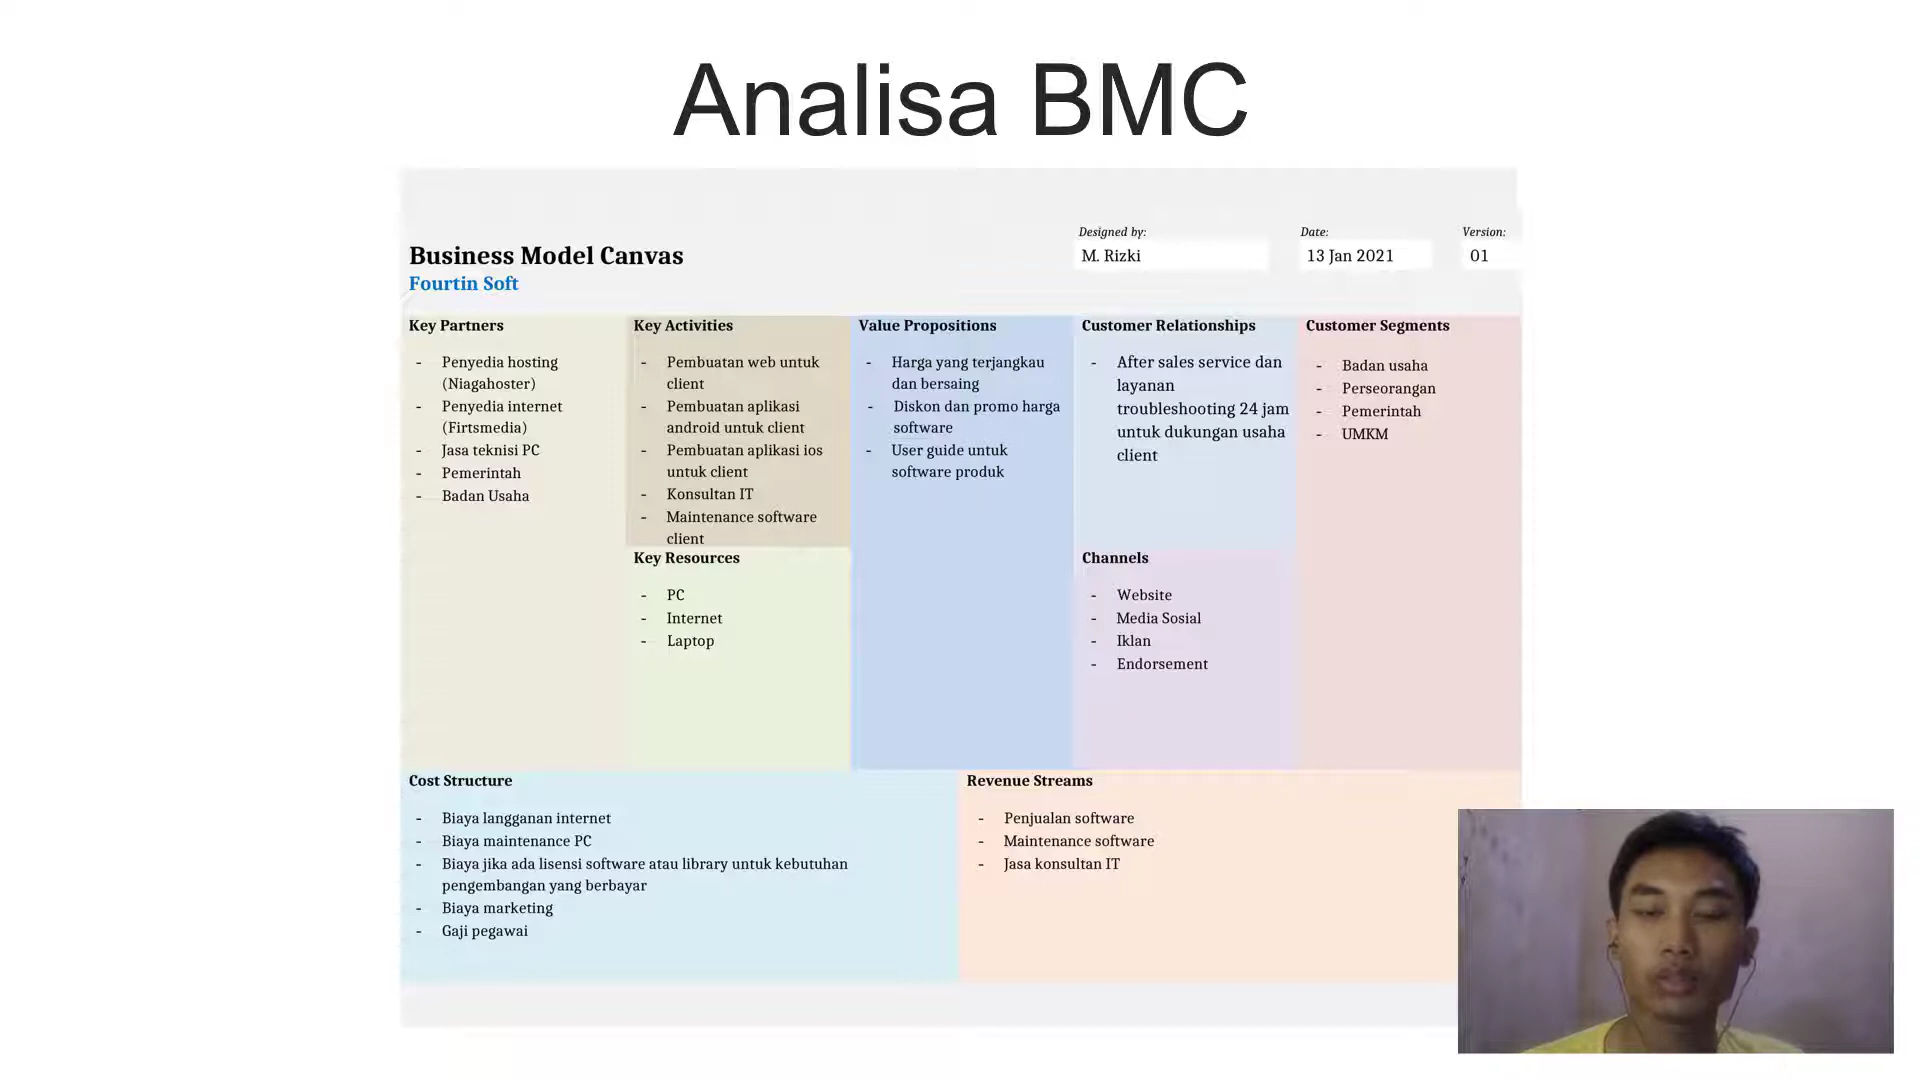 Analisa BMC
Business Model Canvas
Fourtin Soft
Designed by:
M. Rizki
Date:
13 Jan 2021
Version:
01
Key Partners
- Penyedia hosting
(Niagahoster)
- Penyedia internet
(Firtsmedia)
- Jasa teknisi PC
- Pemerintah
- Badan Usaha
Key Activities
- Pembuatan web untuk
client
- Pembuatan aplikasi
android untuk client
- Pembuatan aplikasi ios
untuk client
- Konsultan IT
- Maintenance software
client
Key Resources
- PC
- Internet
- Laptop
Value Propositions
- Harga yang terjangkau
dan bersaing
- Diskon dan promo harga
software
- User guide untuk
software produk
Customer Relationships
- After sales service dan
layanan
troubleshooting 24 jam
untuk dukungan usaha
client
Channels
- Website
- Media Sosial
- Iklan
- Endorsement
Customer Segments
- Badan usaha
- Perseorangan
- Pemerintah
- UMKM
Cost Structure
- Biaya langganan internet
- Biaya maintenance PC
- Biaya jika ada lisensi software atau library untuk kebutuhan
pengembangan yang berbayar
- Biaya marketing
- Gaji pegawai
Revenue Streams
- Penjualan software
- Maintenance software
- Jasa konsultan IT